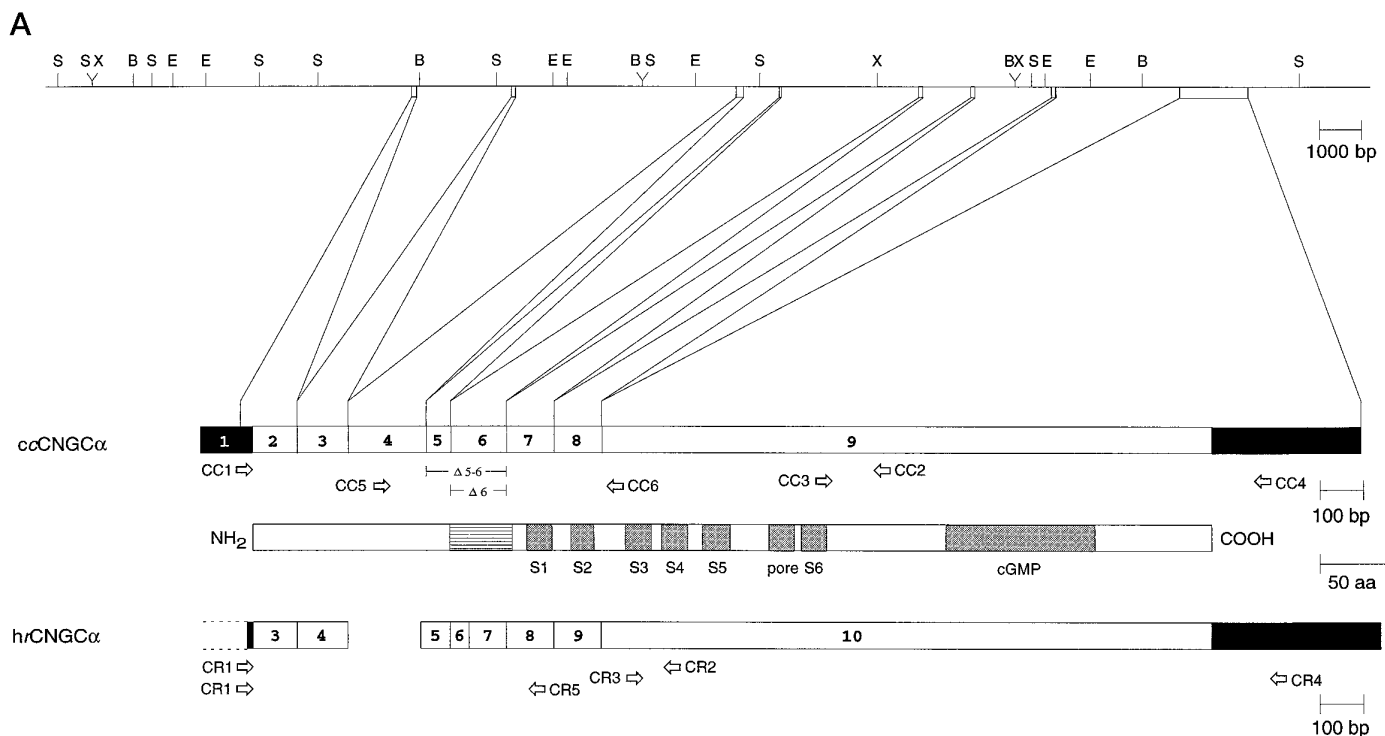 A
S S X B S E E S S B S E E B S E S X BX S E E B S
1000 bp
ccCNGCα 1 2 3 4 5 6 7 8 9
CC1 ⇨ Δ 5-6 CC5 ⇨ Δ 6 ⇦ CC6 CC3 ⇨ ⇦ CC2 ⇦ CC4
100 bp
NH2 COOH
S1 S2 S3 S4 S5 pore S6 cGMP
50 aa
hrCNGCα 3 4 5 6 7 8 9 10
CR1 ⇨ CR3 ⇨ ⇦ CR2
CR1 ⇨ ⇦ CR5 ⇦ CR4
100 bp